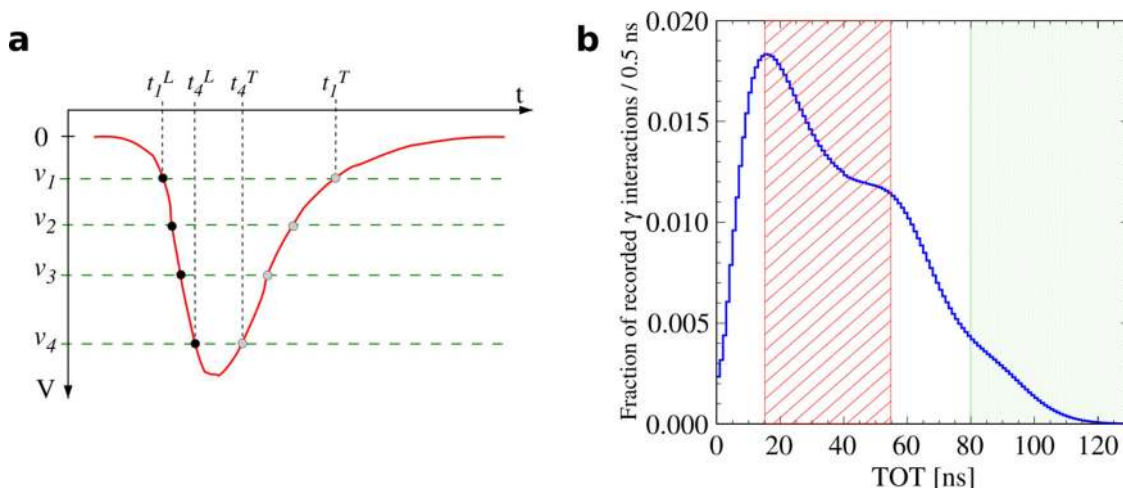 a
t₁ᴸ t₄ᴸ t₄ᵀ t₁ᵀ
t
0
v₁
v₂
v₃
v₄
V
b
Fraction of recorded γ interactions / 0.5 ns
0.020
0.015
0.010
0.005
0.000
0 20 40 60 80 100 120
TOT [ns]